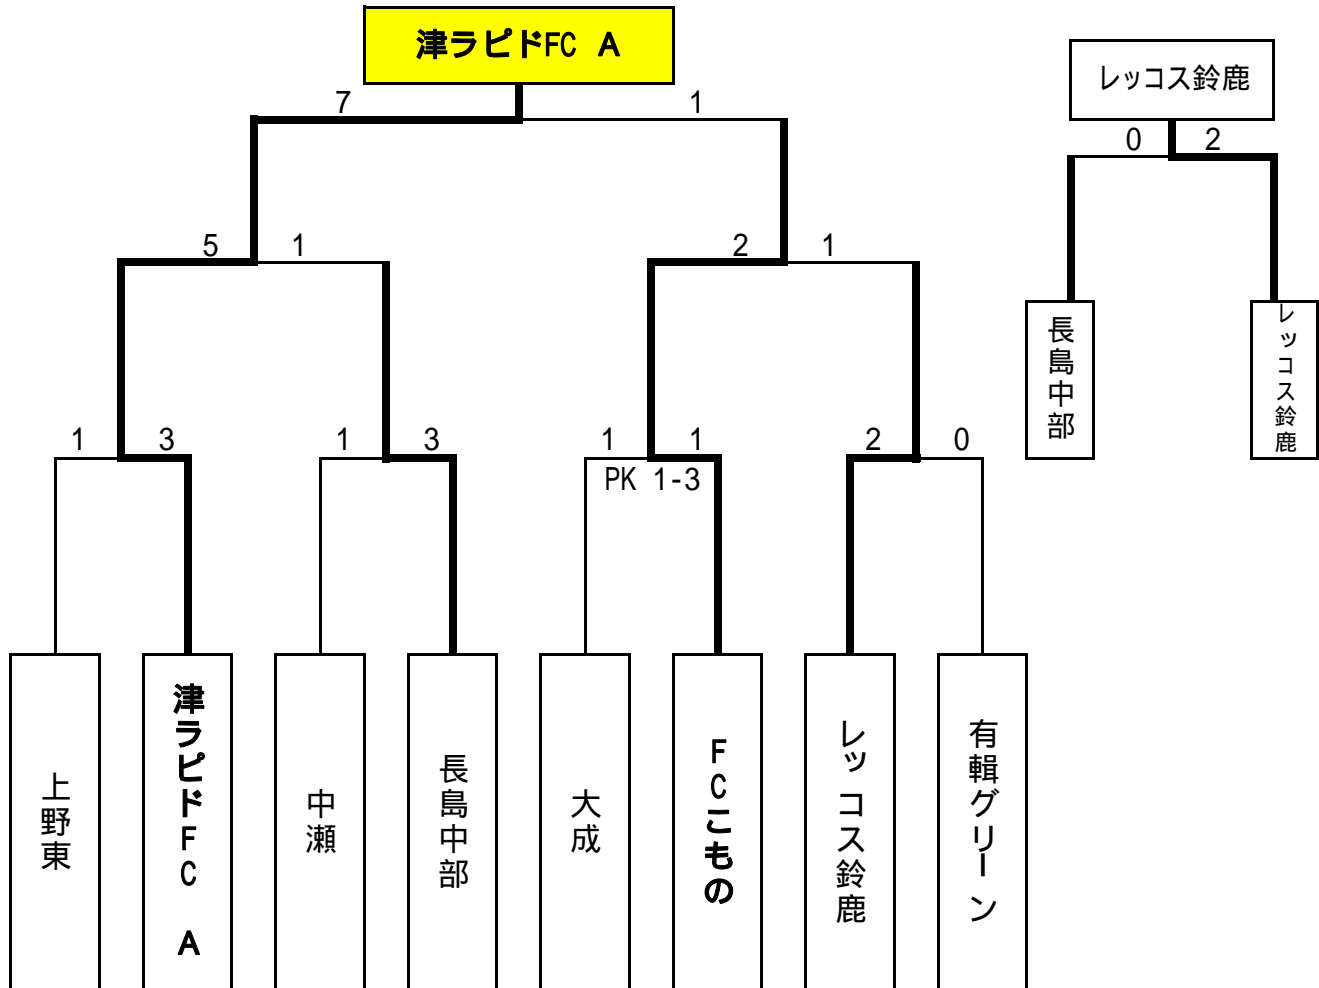 津ラピドFC A
レッコス鈴鹿
7 1
0 2
5 1
2 1
長島中部
レッコス鈴鹿
1 3
1 3
1 1
PK 1-3
2 0
上野東
津ラピドFC A
中瀬
長島中部
大成
FCこもの
レッコス鈴鹿
有輯グリーン